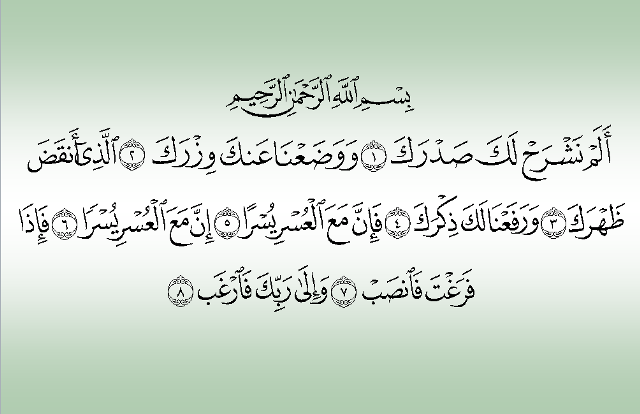 بِسْمِ ٱللَّهِ ٱلرَّحْمَٰنِ ٱلرَّحِيمِ
أَلَمْ نَشْرَحْ لَكَ صَدْرَكَ ١ وَوَضَعْنَا عَنكَ وِزْرَكَ ٢ ٱلَّذِىٓ أَنقَضَ
ظَهْرَكَ ٣ وَرَفَعْنَا لَكَ ذِكْرَكَ ٤ فَإِنَّ مَعَ ٱلْعُسْرِ يُسْرًا ٥ إِنَّ مَعَ ٱلْعُسْرِ يُسْرًا ٦ فَإِذَا
فَرَغْتَ فَٱنصَبْ ٧ وَإِلَىٰ رَبِّكَ فَٱرْغَب ٨